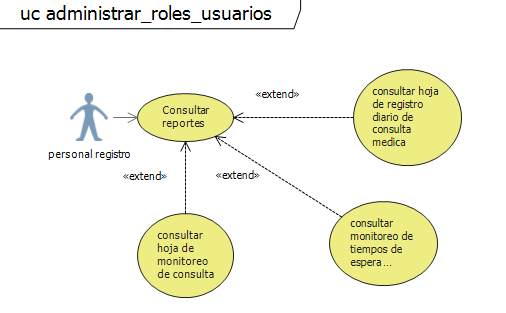 uc administrar_roles_usuarios
«extend»
consultar hoja
de registro
diario de
consulta
medica
Consultar
reportes
personal registro
«extend»
«extend»
consultar
hoja de
monitoreo
de consulta
consultar
monitoreo de
tiempos de
espera...